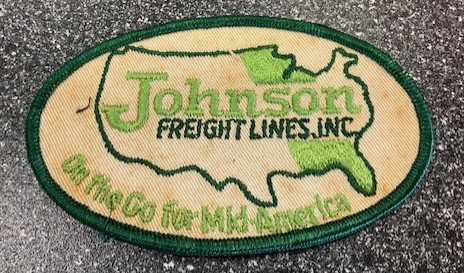 Johnson
FREIGHT LINES, INC
On The Go for Mid-America